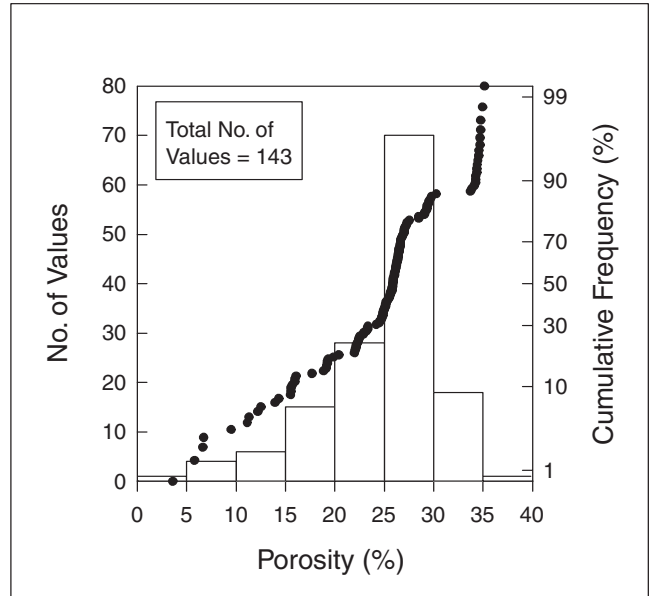 Total No. of
Values = 143
No. of Values
80
70
60
50
40
30
20
10
0
0 5 10 15 20 25 30 35 40
Porosity (%)
99
90
70
50
30
10
1
Cumulative Frequency (%)